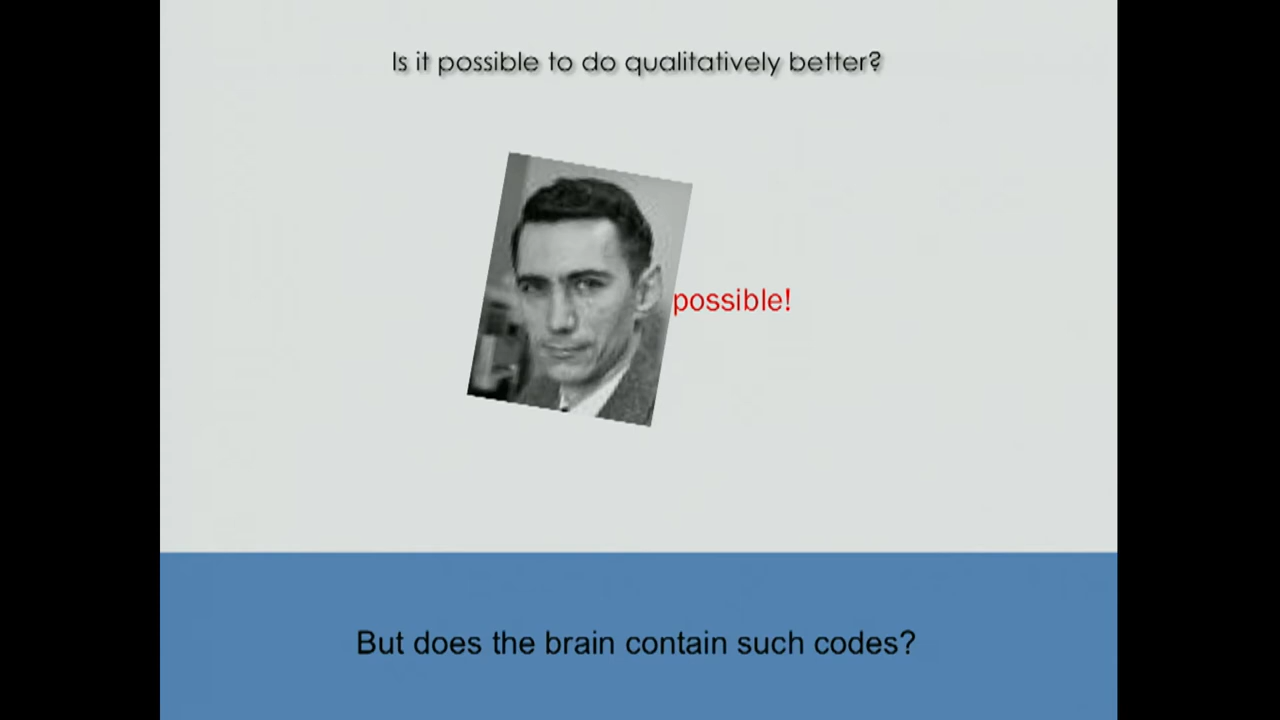 Is it possible to do qualitatively better?
possible!
But does the brain contain such codes?